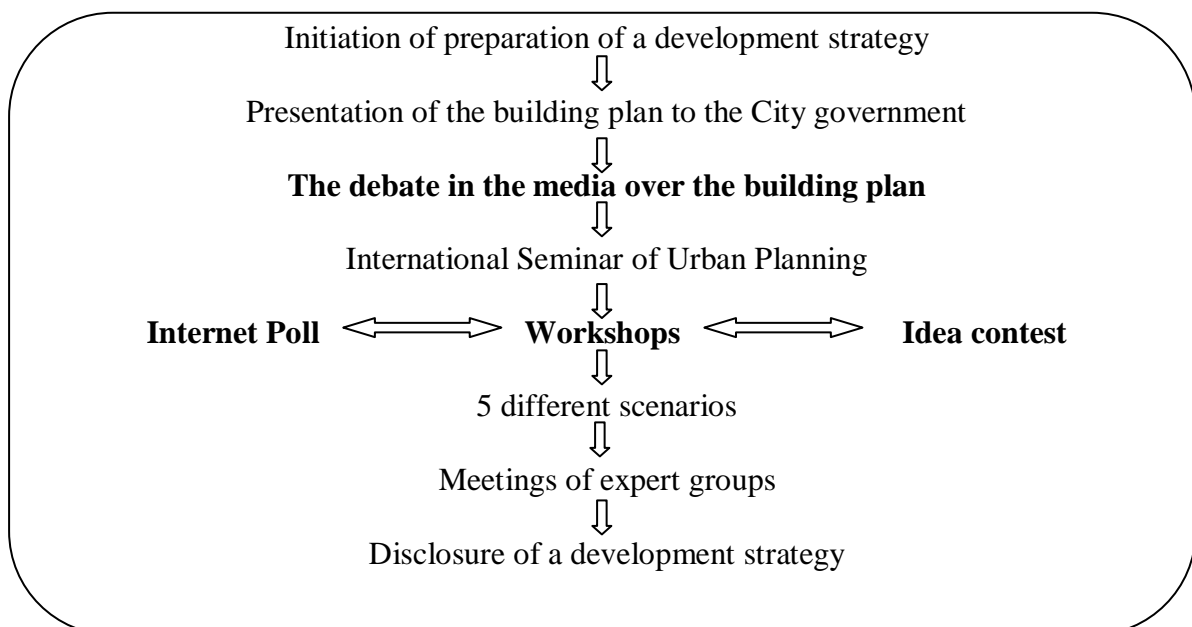 Initiation of preparation of a development strategy
Presentation of the building plan to the City government
The debate in the media over the building plan
International Seminar of Urban Planning
Internet Poll Workshops Idea contest
5 different scenarios
Meetings of expert groups
Disclosure of a development strategy